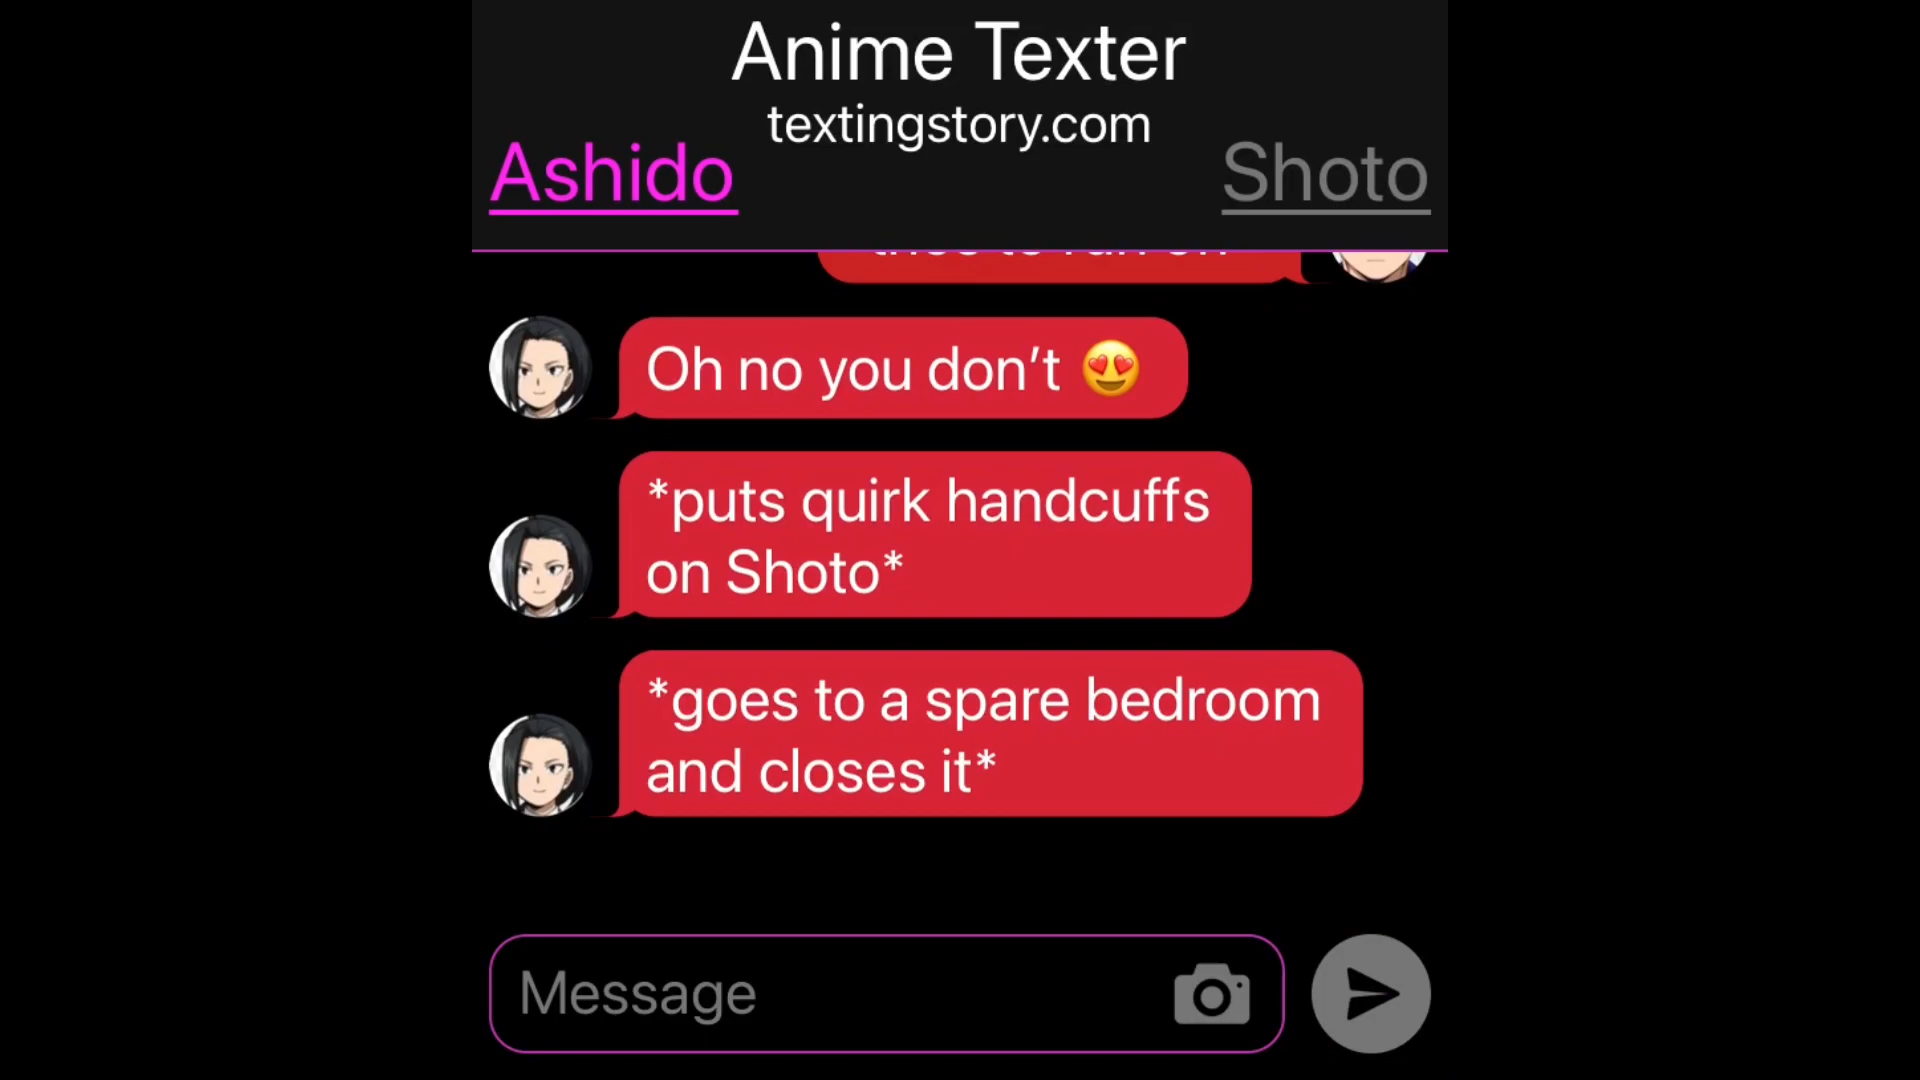 Anime Texter
textingstory.com
Ashido
Shoto
Oh no you don’t 😍
*puts quirk handcuffs
on Shoto*
*goes to a spare bedroom
and closes it*
Message